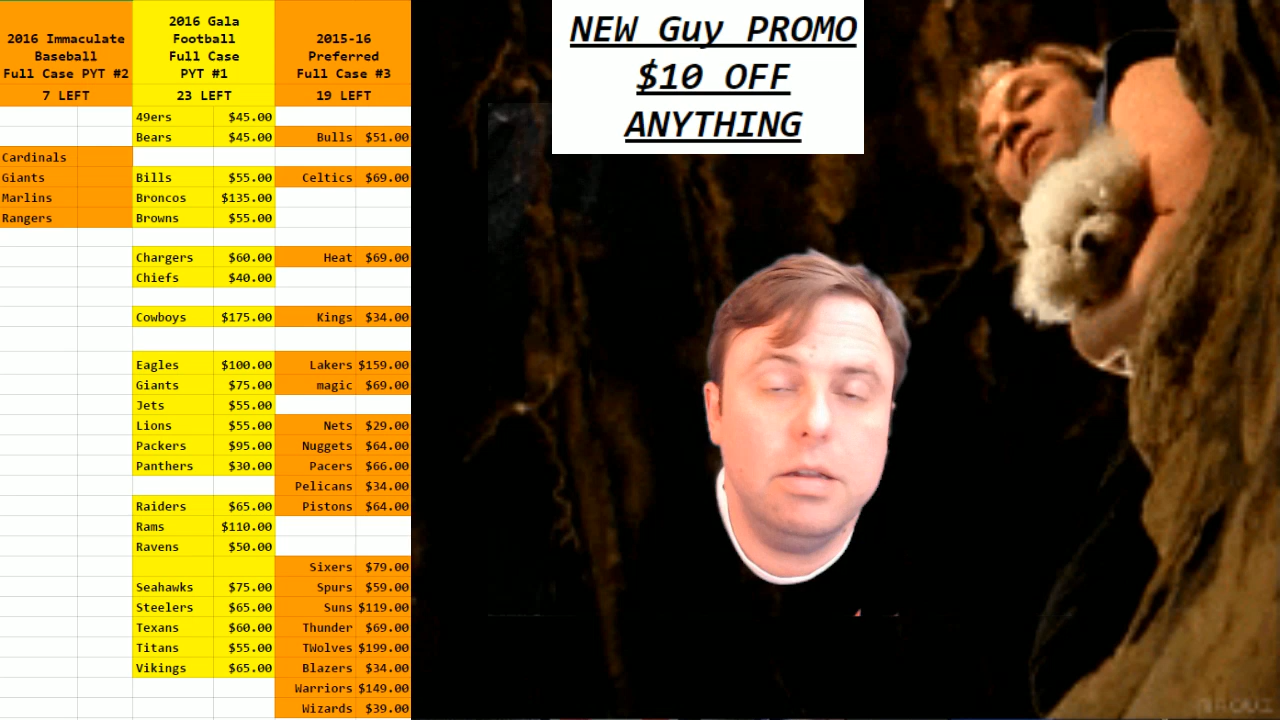 2016 Immaculate
Baseball
Full Case PYT #2
7 LEFT
Cardinals
Giants
Marlins
Rangers
2016 Gala
Football
Full Case
PYT #1
23 LEFT
49ers $45.00
Bears $45.00
Bills $55.00
Broncos $135.00
Browns $55.00
Chargers $60.00
Chiefs $40.00
Cowboys $175.00
Eagles $100.00
Giants $75.00
Jets $55.00
Lions $55.00
Packers $95.00
Panthers $30.00
Raiders $65.00
Rams $110.00
Ravens $50.00
Seahawks $75.00
Steelers $65.00
Texans $60.00
Titans $55.00
Vikings $65.00
2015-16
Preferred
Full Case #3
19 LEFT
Bulls $51.00
Celtics $69.00
Heat $69.00
Kings $34.00
Lakers $159.00
magic $69.00
Nets $29.00
Nuggets $64.00
Pacers $66.00
Pelicans $34.00
Pistons $64.00
Sixers $79.00
Spurs $59.00
Suns $119.00
Thunder $69.00
TWolves $199.00
Blazers $34.00
Warriors $149.00
Wizards $39.00
NEW Guy PROMO
$10 OFF
ANYTHING